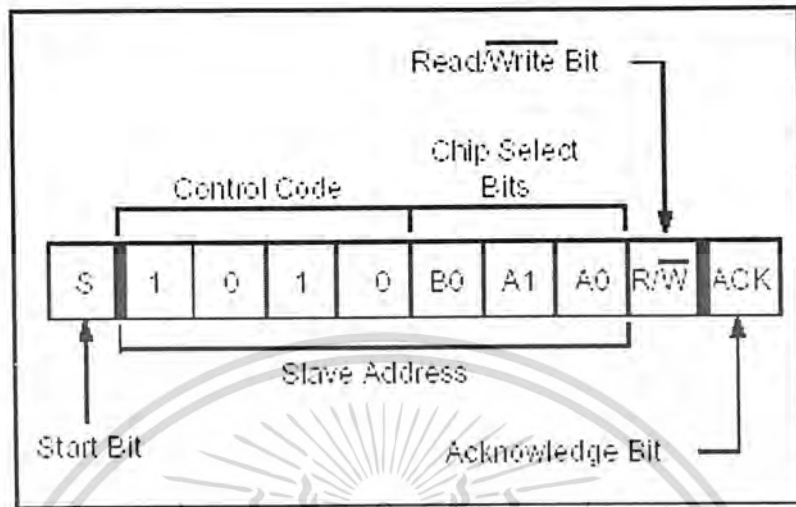 Read/Write Bit
Chip Select
Control Code Bits
S 1 0 1 0 B0 A1 A0 R/W ACK
Slave Address
Start Bit
Acknowledge Bit